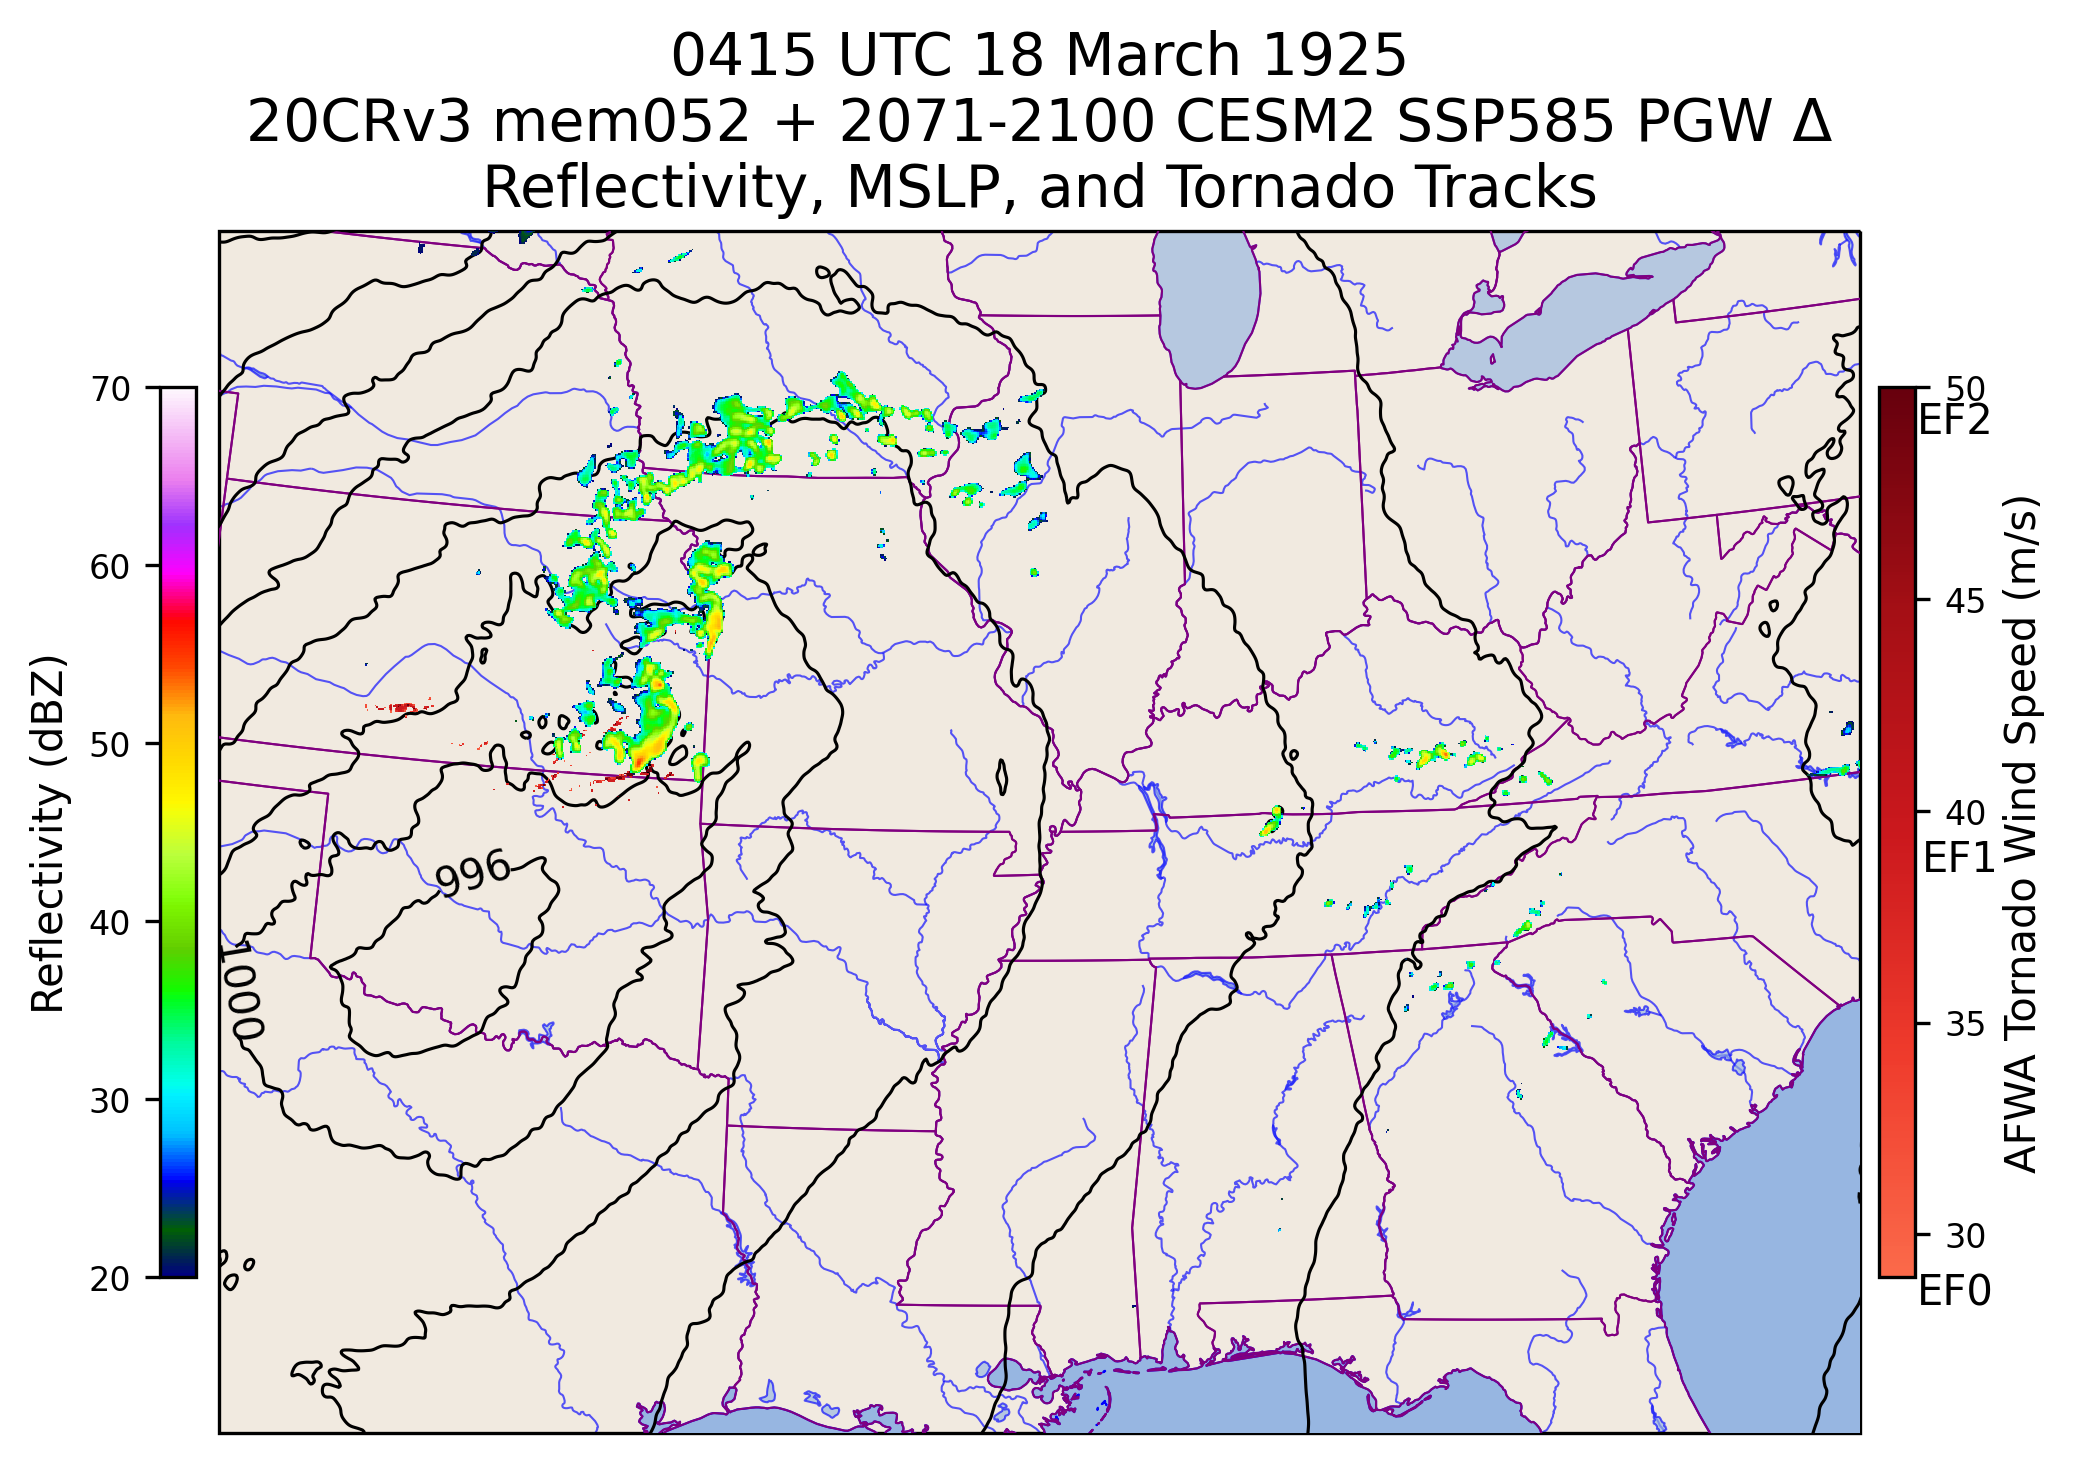 0415 UTC 18 March 1925
20CRv3 mem052 + 2071-2100 CESM2 SSP585 PGW Δ
Reflectivity, MSLP, and Tornado Tracks
Reflectivity (dBZ)
70
60
50
40
30
20
996
1000
50
EF2
45
40
EF1
35
30
EF0
AFWA Tornado Wind Speed (m/s)